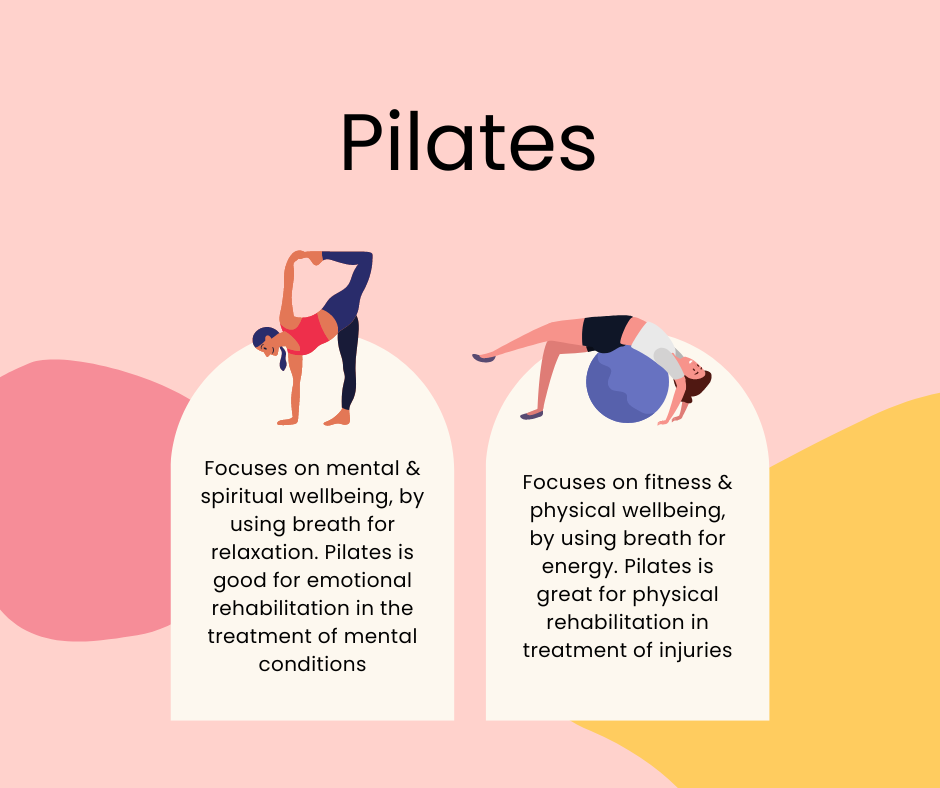 Pilates
Focuses on mental &
spiritual wellbeing, by
using breath for
relaxation. Pilates is
good for emotional
rehabilitation in the
treatment of mental
conditions
Focuses on fitness &
physical wellbeing,
by using breath for
energy. Pilates is
great for physical
rehabilitation in
treatment of injuries